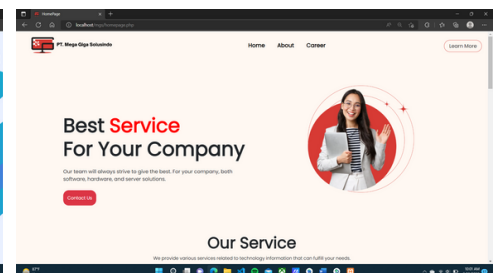 HomePage
localhost/mgs/homepage.php
PT. Mega Giga Solusindo
Home About Career
Learn More
Best Service
For Your Company
Our team will always strive to give the best. For your company, both
software, hardware, and server solutions.
Contact Us
Our Service
We provide various services related to technology information that can fulfill your needs.